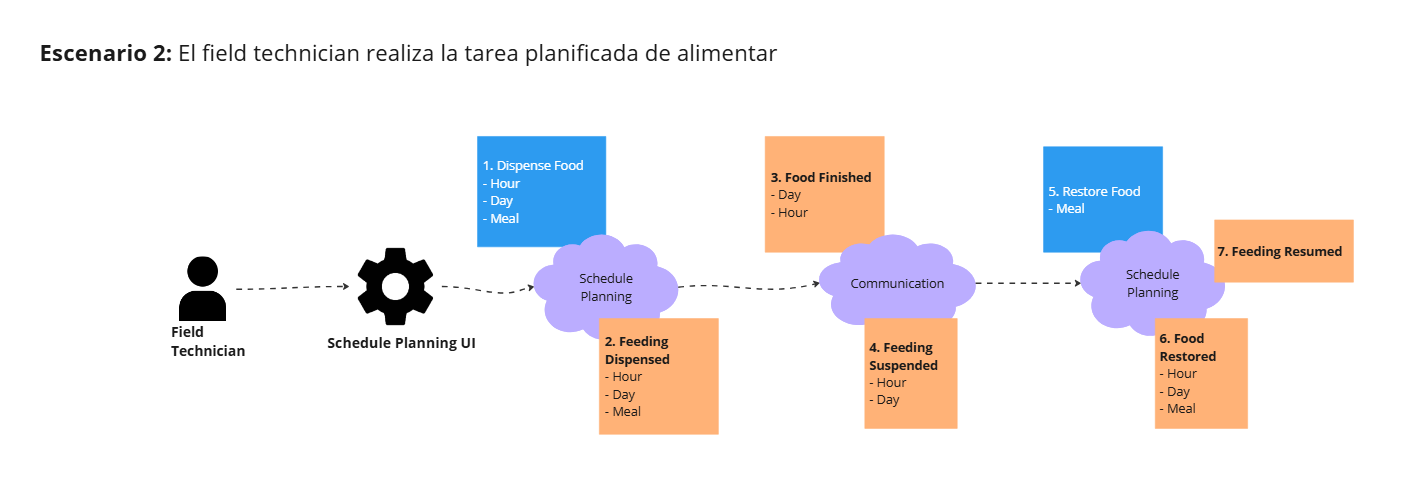 Escenario 2: El field technician realiza la tarea planificada de alimentar
Field
Technician
Schedule Planning UI
1. Dispense Food
- Hour
- Day
- Meal
Schedule
Planning
2. Feeding
Dispensed
- Hour
- Day
- Meal
3. Food Finished
- Day
- Hour
Communication
4. Feeding
Suspended
- Hour
- Day
5. Restore Food
- Meal
Schedule
Planning
6. Food
Restored
- Hour
- Day
- Meal
7. Feeding Resumed